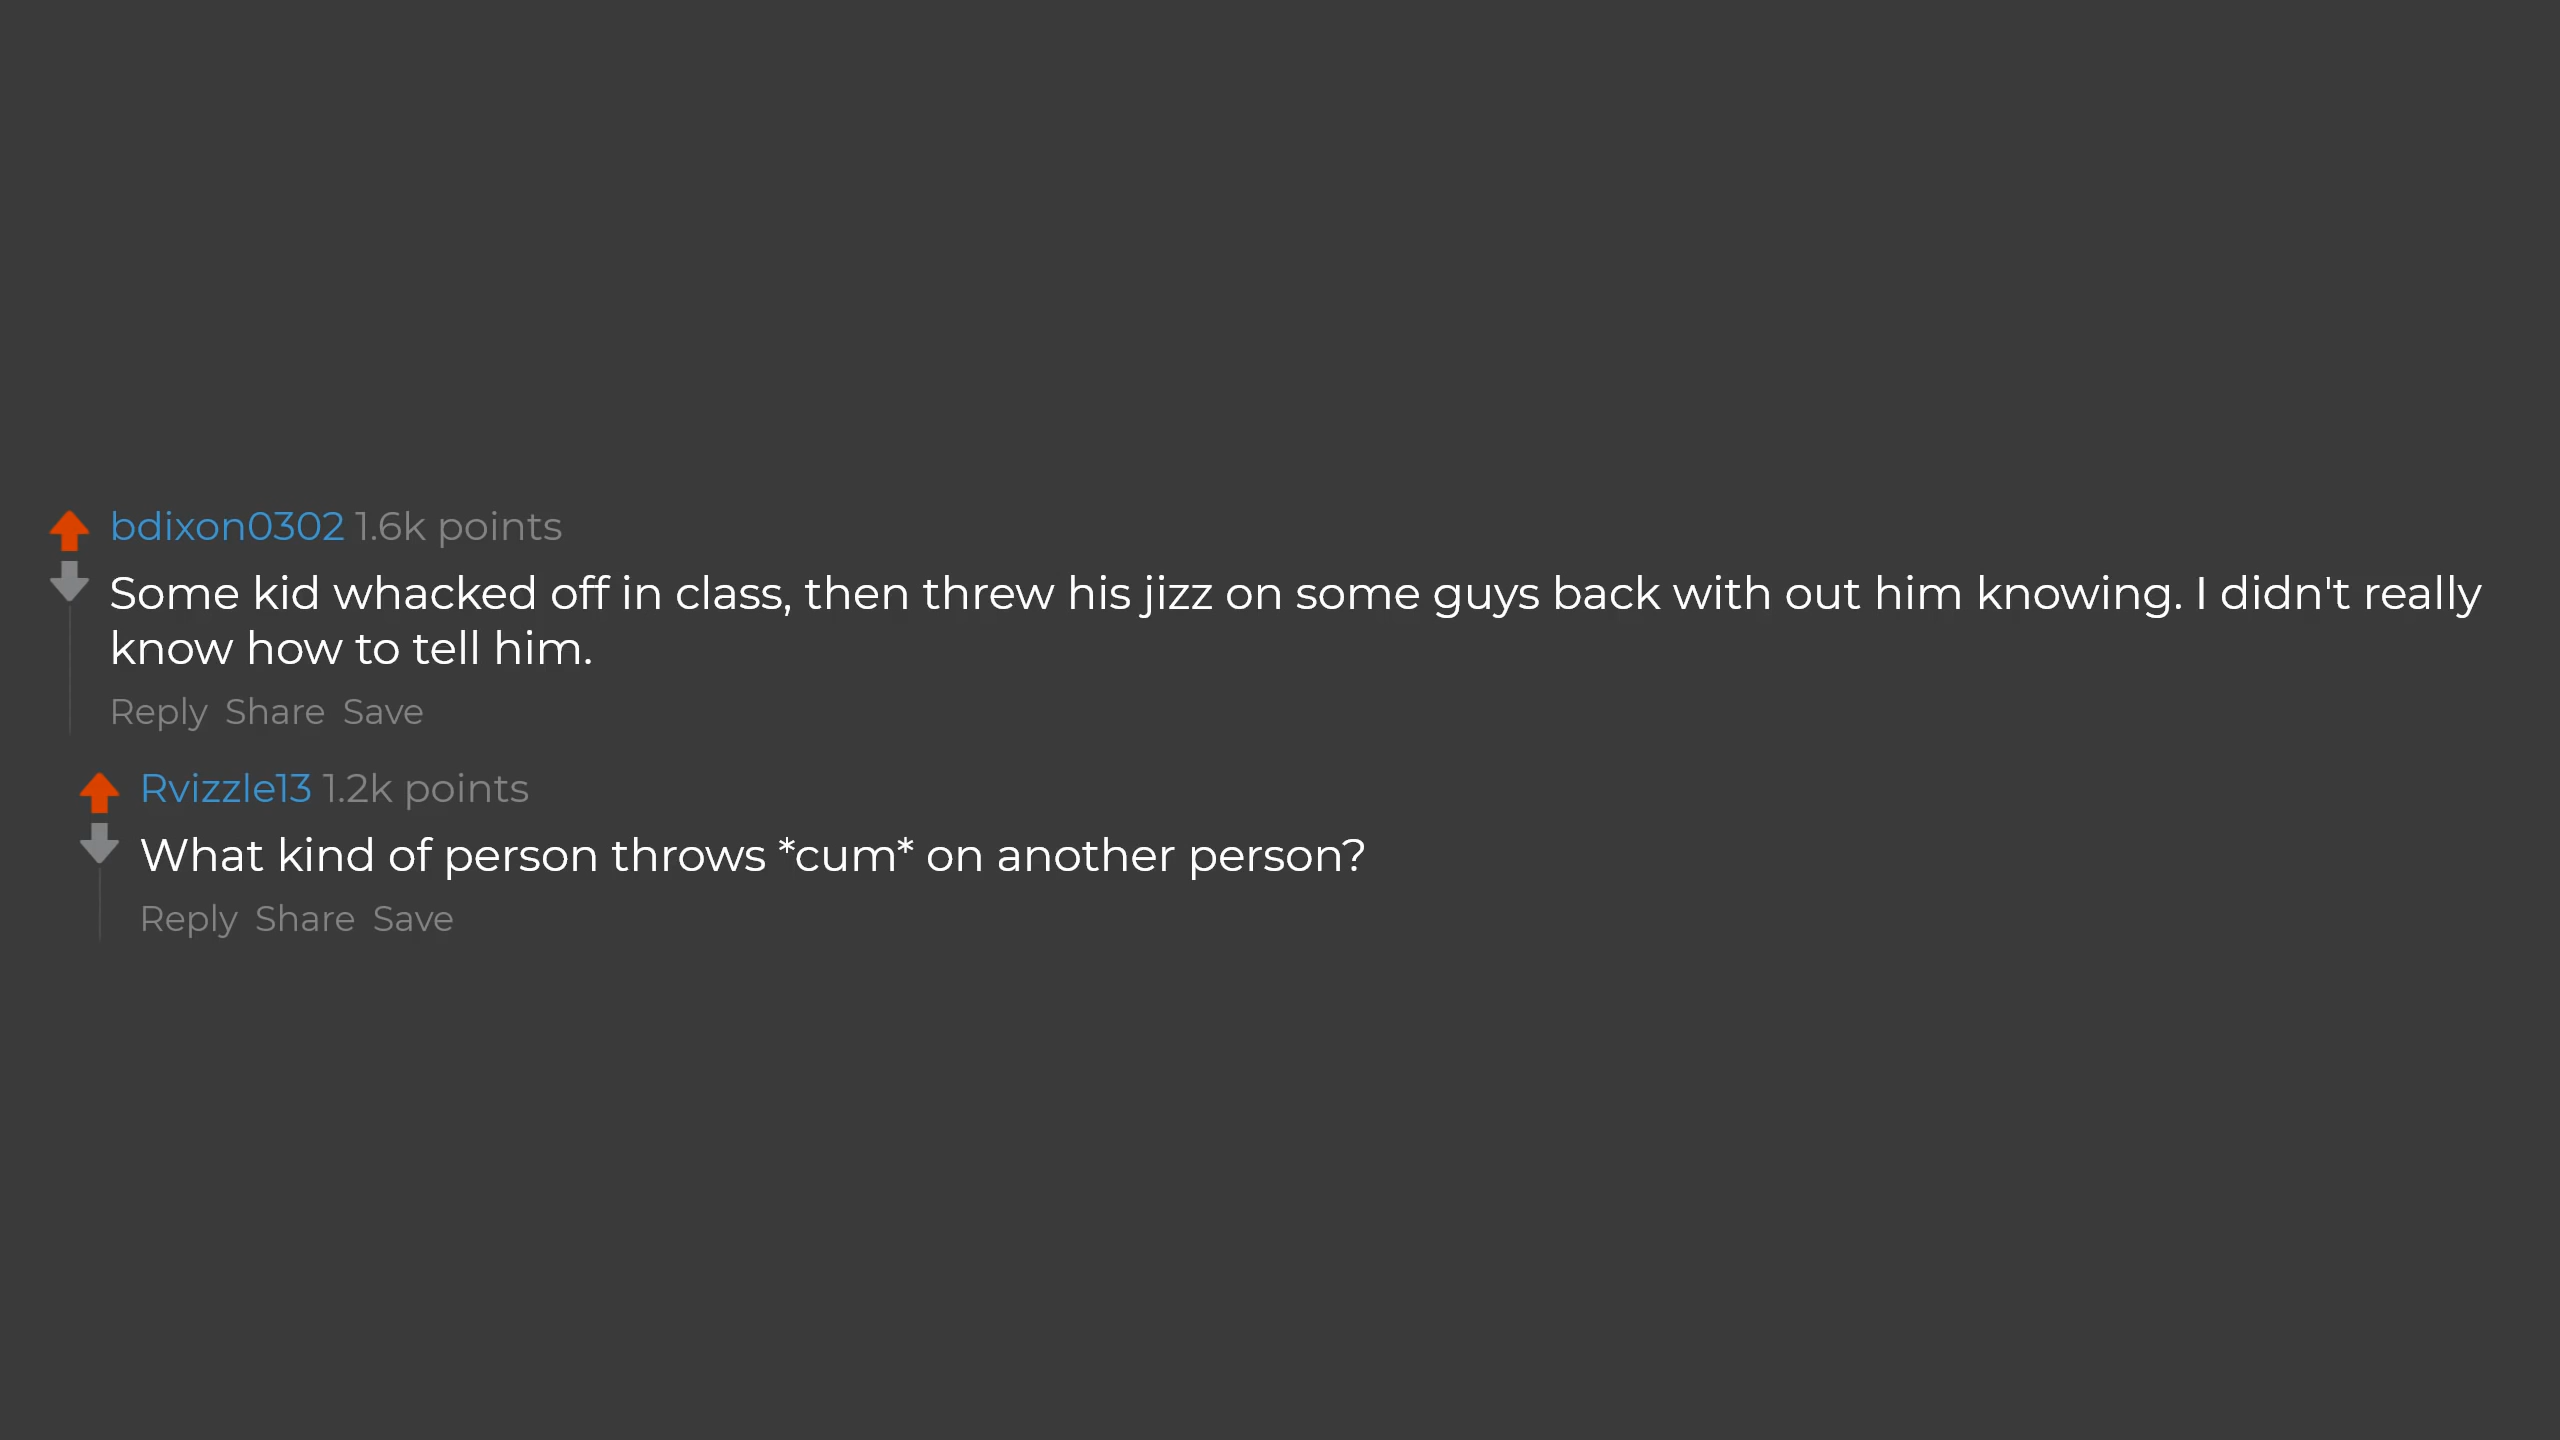 bdixon0302 1.6k points
Some kid whacked off in class, then threw his jizz on some guys back with out him knowing. I didn't really
know how to tell him.
Reply Share Save
Rvizzle13 1.2k points
What kind of person throws *cum* on another person?
Reply Share Save